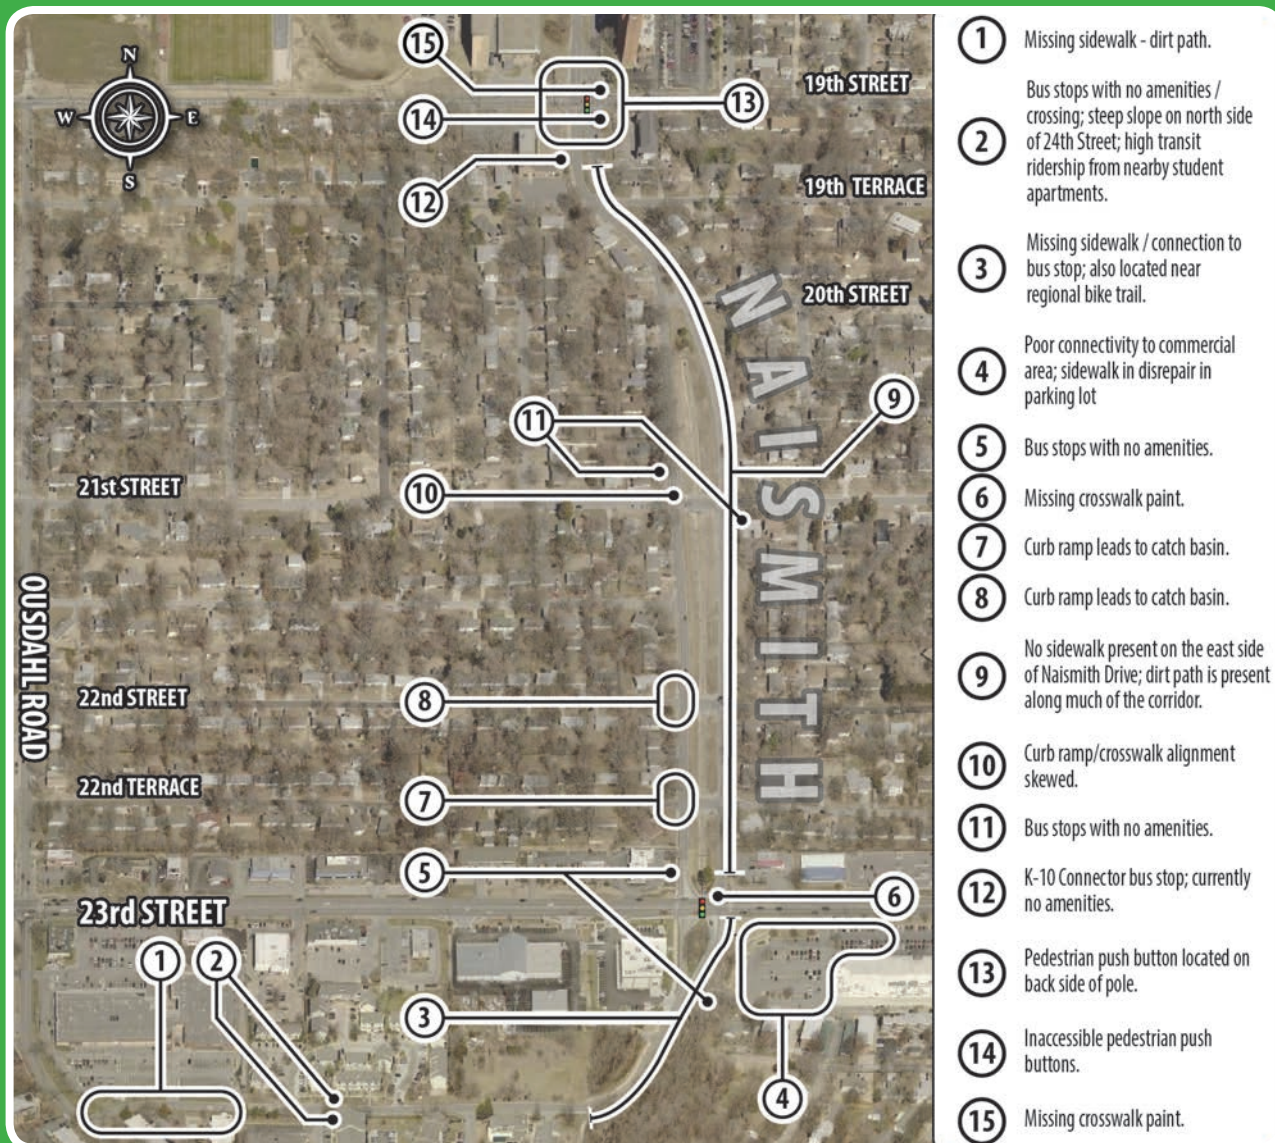 N
W
E
S
15
14
13
12
19th STREET
19th TERRACE
20th STREET
NAISMITH
11
9
10
21st STREET
OUSDAHL ROAD
22nd STREET
8
22nd TERRACE
7
5
6
23rd STREET
1
2
3
4
1
Missing sidewalk - dirt path.
2
Bus stops with no amenities /
crossing; steep slope on north side
of 24th Street; high transit
ridership from nearby student
apartments.
3
Missing sidewalk / connection to
bus stop; also located near
regional bike trail.
4
Poor connectivity to commercial
area; sidewalk in disrepair in
parking lot
5
Bus stops with no amenities.
6
Missing crosswalk paint.
7
Curb ramp leads to catch basin.
8
Curb ramp leads to catch basin.
9
No sidewalk present on the east side
of Naismith Drive; dirt path is present
along much of the corridor.
10
Curb ramp/crosswalk alignment
skewed.
11
Bus stops with no amenities.
12
K-10 Connector bus stop; currently
no amenities.
13
Pedestrian push button located on
back side of pole.
14
Inaccessible pedestrian push
buttons.
15
Missing crosswalk paint.